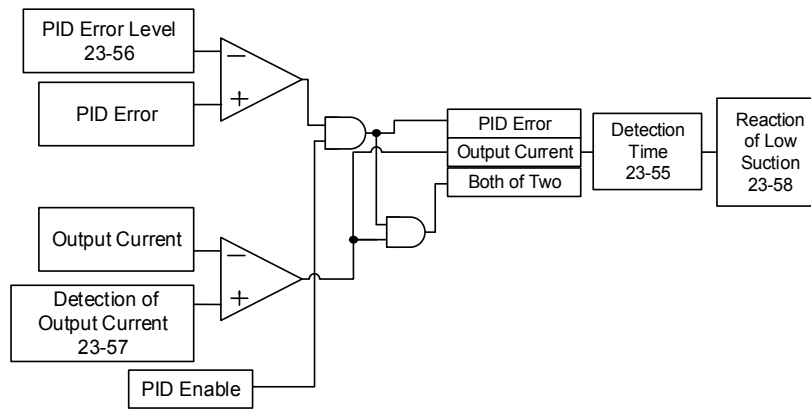 PID Error Level
23-56
−
+
PID Error
PID Error
Output Current
Both of Two
Detection
Time
23-55
Reaction
of Low
Suction
23-58
Output Current
−
+
Detection of
Output Current
23-57
PID Enable